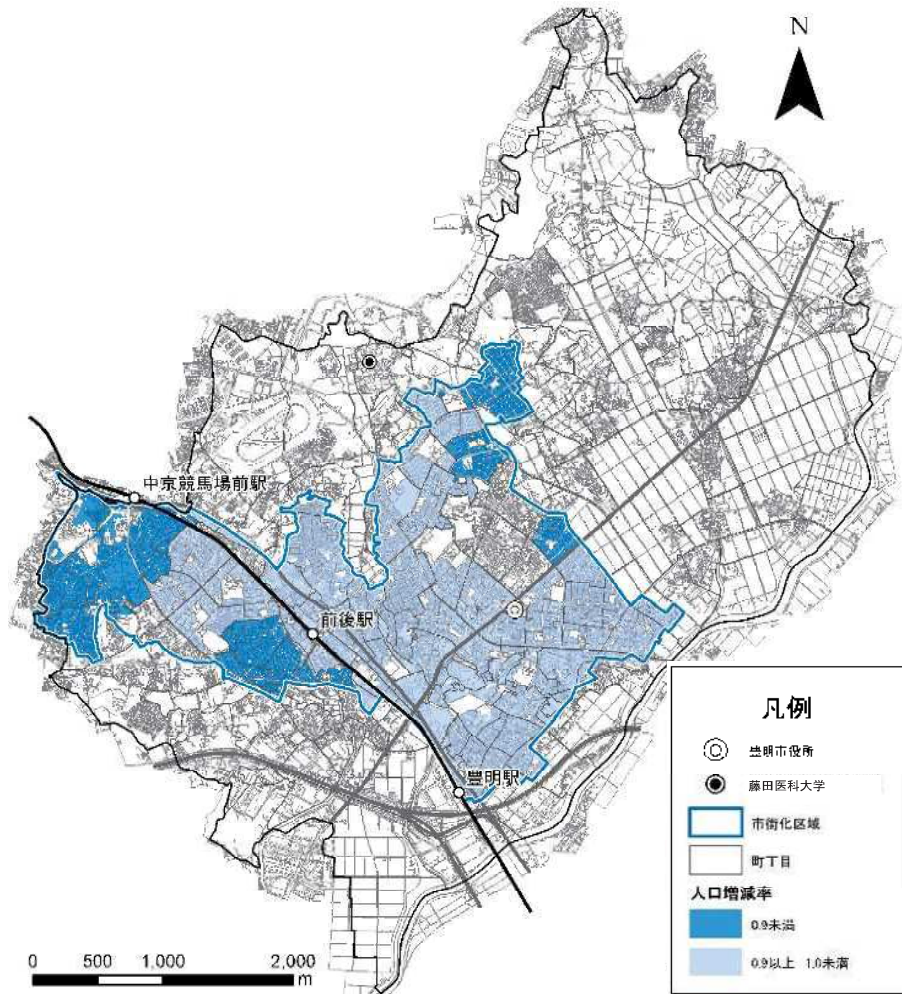 N
中京競馬場前駅
前後駅
豊明駅
凡例
豊明市役所
藤田医科大学
市街化区域
町丁目
人口増減率
0.9未満
0.9以上 1.0未満
0 500 1,000 2,000
m